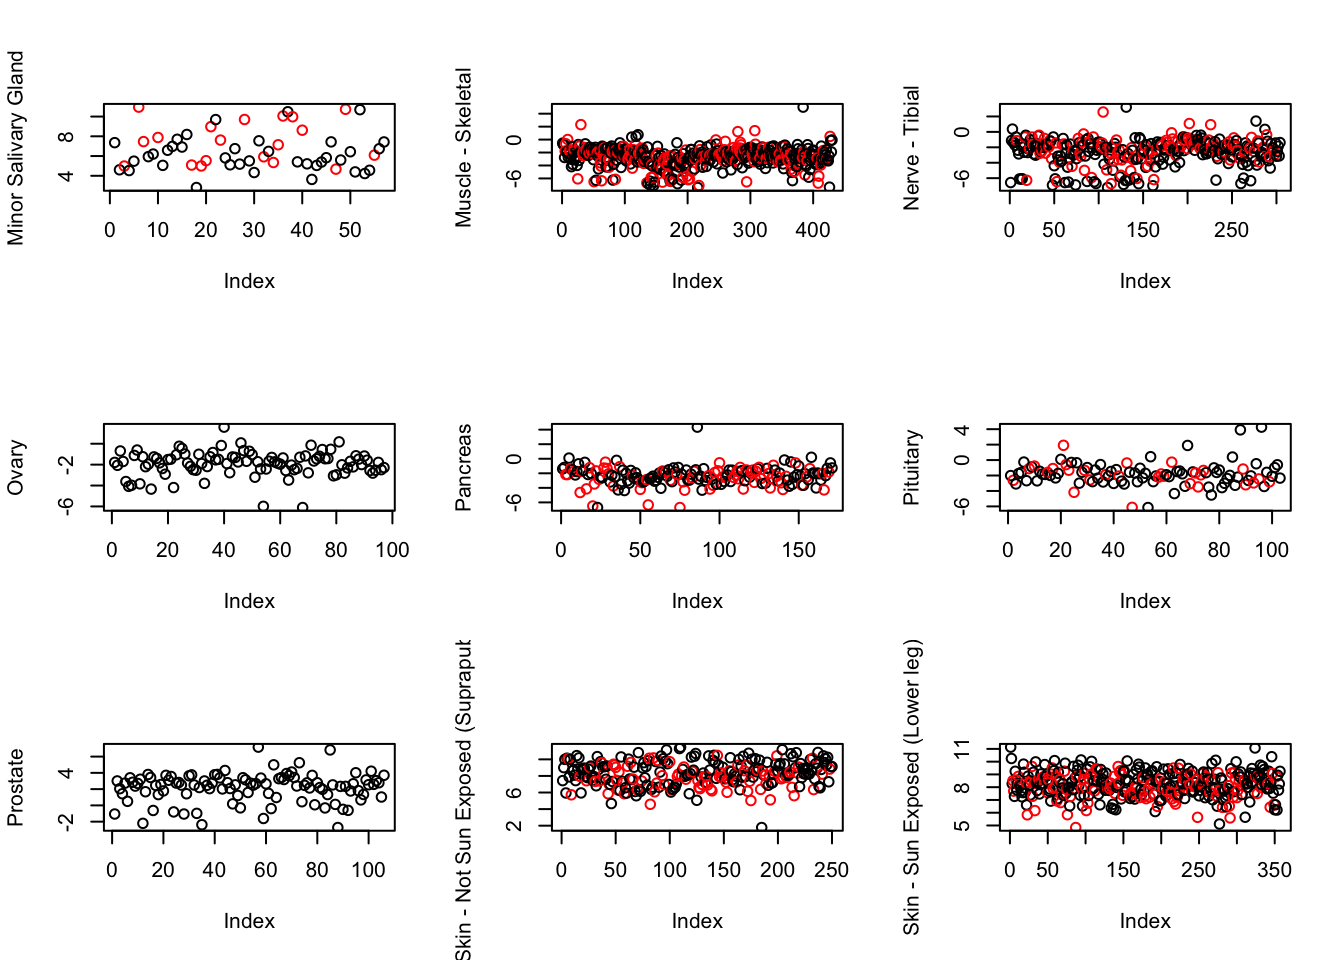 Minor Salivary Gland
4 8
0 10 20 30 40 50
Index
Muscle - Skeletal
-6 0
0 100 200 300 400
Index
Nerve - Tibial
-6 0
0 50 150 250
Index
Ovary
-6 -2
0 20 40 60 80 100
Index
Pancreas
-6 0
0 50 100 150
Index
Pituitary
-6 0 4
0 20 40 60 80 100
Index
Prostate
-2 4
0 20 40 60 80 100
Index
Skin - Not Sun Exposed (Suprapub
2 6
0 50 100 150 200 250
Index
Skin - Sun Exposed (Lower leg)
5 8 11
0 50 150 250 350
Index